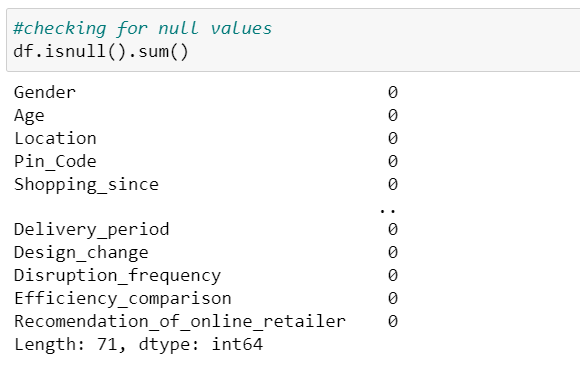 #checking for null values
df.isnull().sum()
Gender 0
Age 0
Location 0
Pin_Code 0
Shopping_since 0
..
Delivery_period 0
Design_change 0
Disruption_frequency 0
Efficiency_comparison 0
Recomendation_of_online_retailer 0
Length: 71, dtype: int64